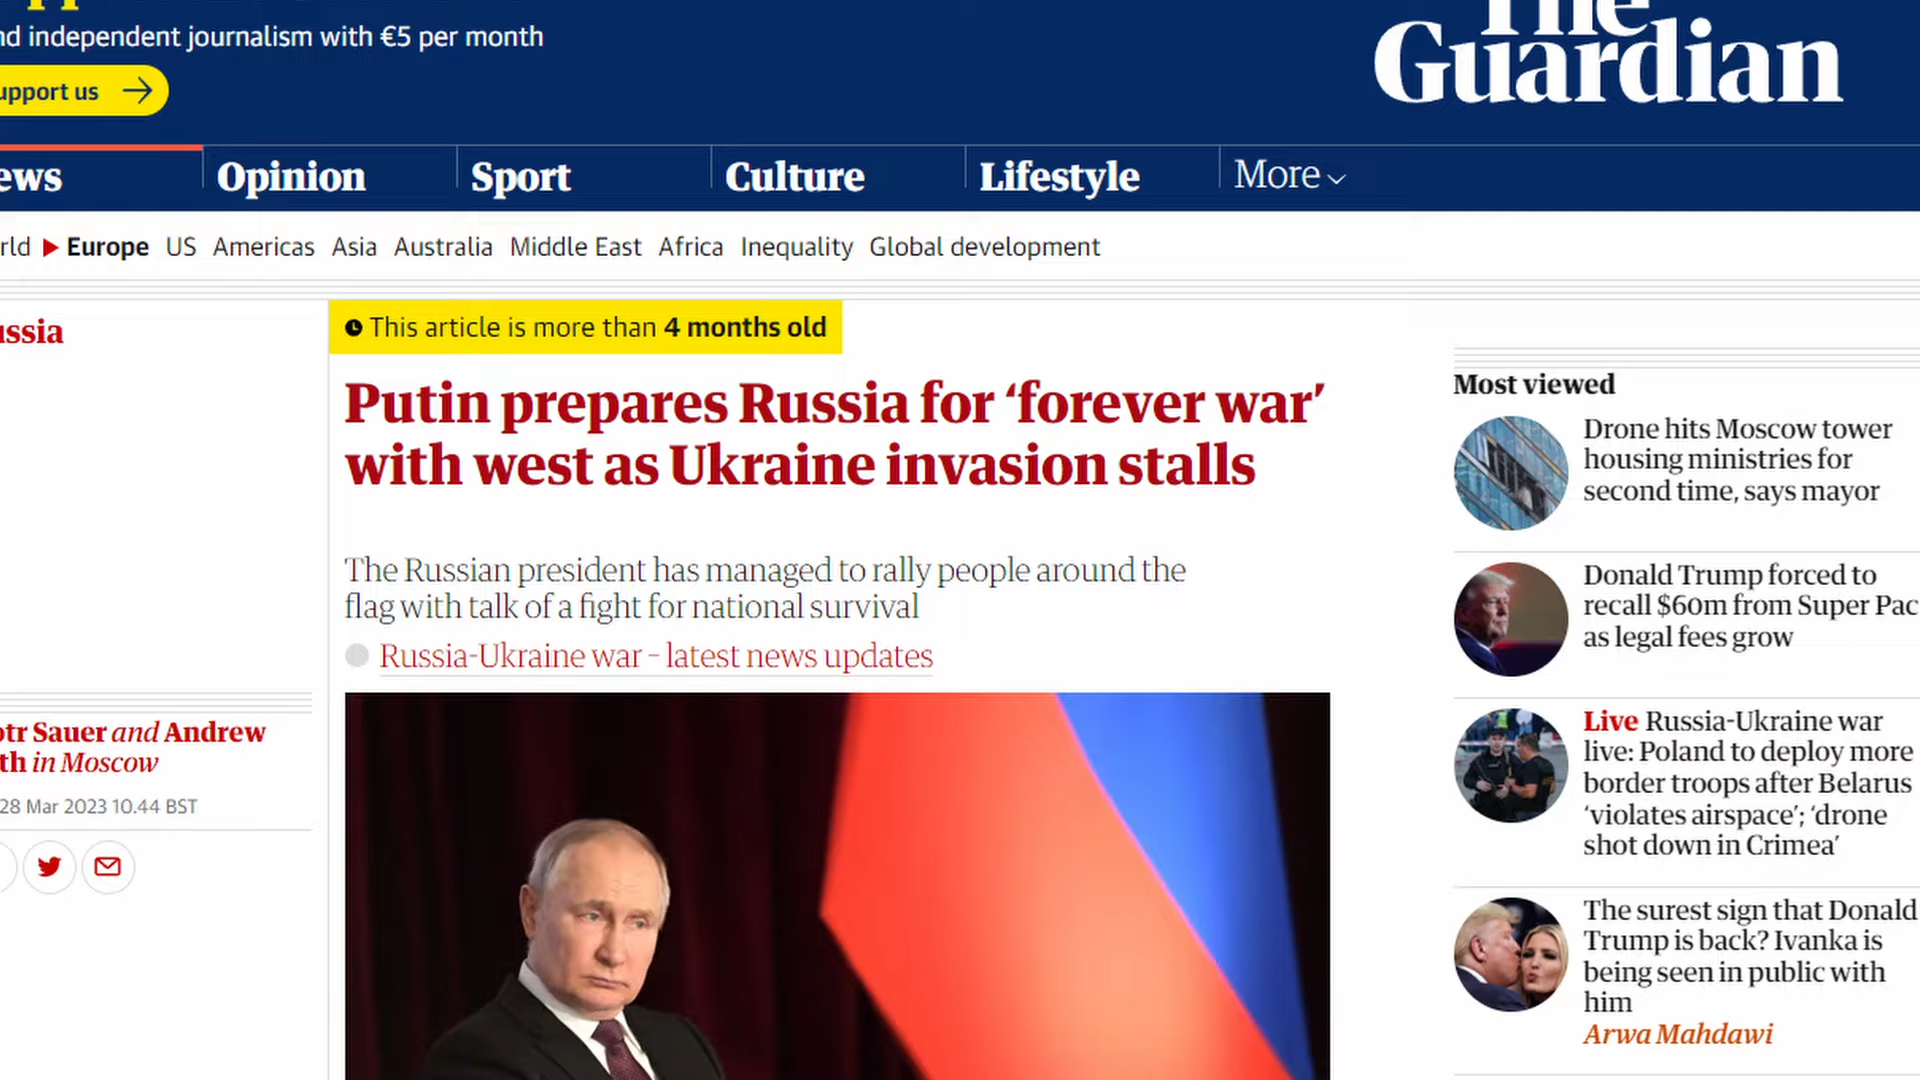 nd independent journalism with €5 per month
upport us
The
Guardian
ews
Opinion
Sport
Culture
Lifestyle
More
rld
Europe
US
Americas
Asia
Australia
Middle East
Africa
Inequality
Global development
ussia
This article is more than 4 months old
Putin prepares Russia for ‘forever war’
with west as Ukraine invasion stalls
The Russian president has managed to rally people around the
flag with talk of a fight for national survival
Russia-Ukraine war – latest news updates
otr Sauer and Andrew
th in Moscow
28 Mar 2023 10.44 BST
Most viewed
Drone hits Moscow tower
housing ministries for
second time, says mayor
Donald Trump forced to
recall $60m from Super Pac
as legal fees grow
Live Russia-Ukraine war
live: Poland to deploy more
border troops after Belarus
‘violates airspace’; ‘drone
shot down in Crimea’
The surest sign that Donald
Trump is back? Ivanka is
being seen in public with
him
Arwa Mahdawi